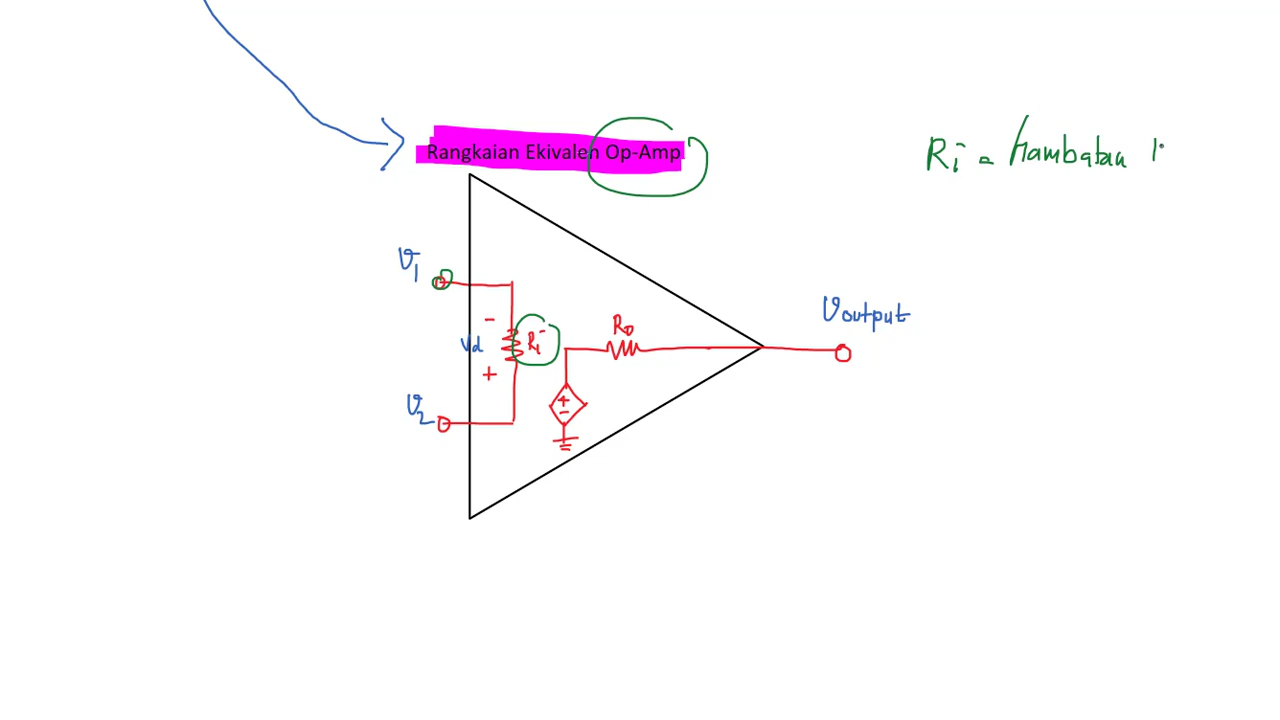 Rangkaian Ekivalen Op-Amp
Ri = hambatan
V1
-
Vd Ri
+
V2
Ro
+
-
Voutput